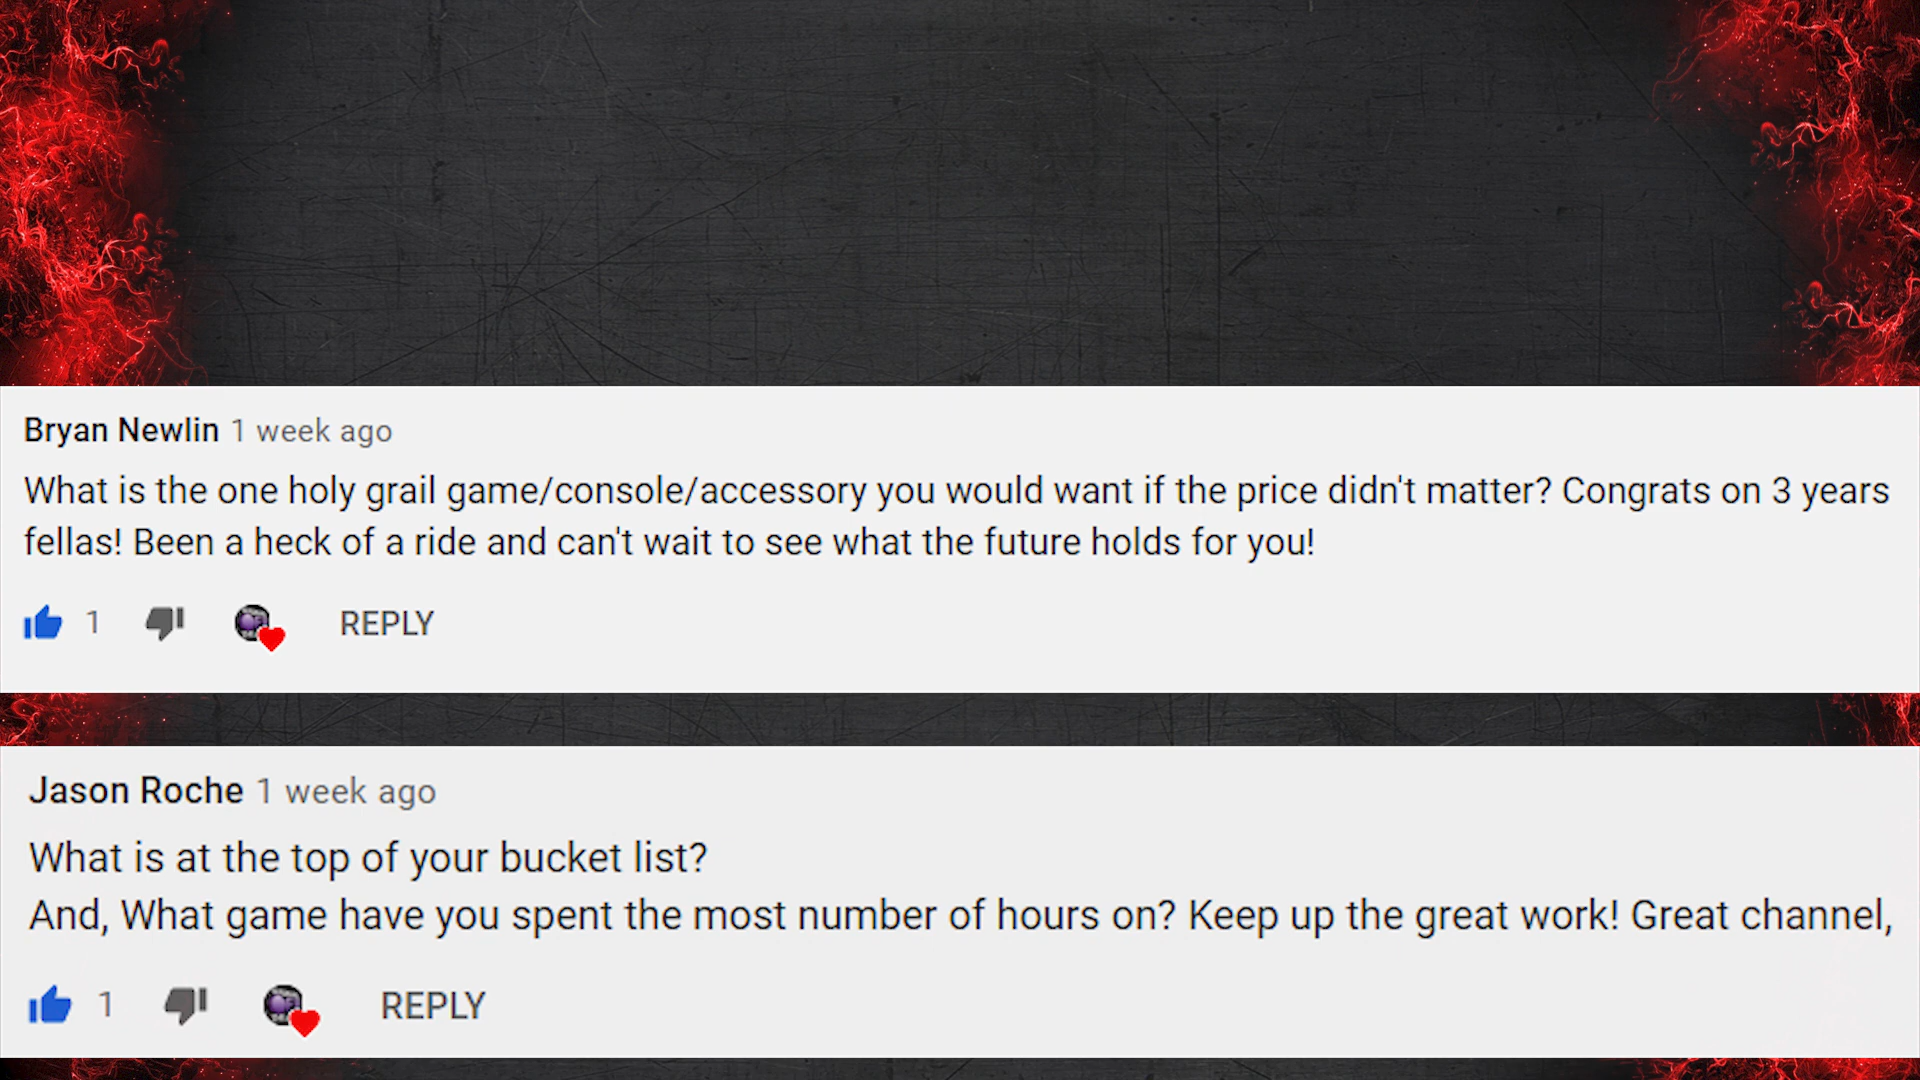 Bryan Newlin 1 week ago
What is the one holy grail game/console/accessory you would want if the price didn't matter? Congrats on 3 years
fellas! Been a heck of a ride and can't wait to see what the future holds for you!
1 REPLY
Jason Roche 1 week ago
What is at the top of your bucket list?
And, What game have you spent the most number of hours on? Keep up the great work! Great channel,
1 REPLY